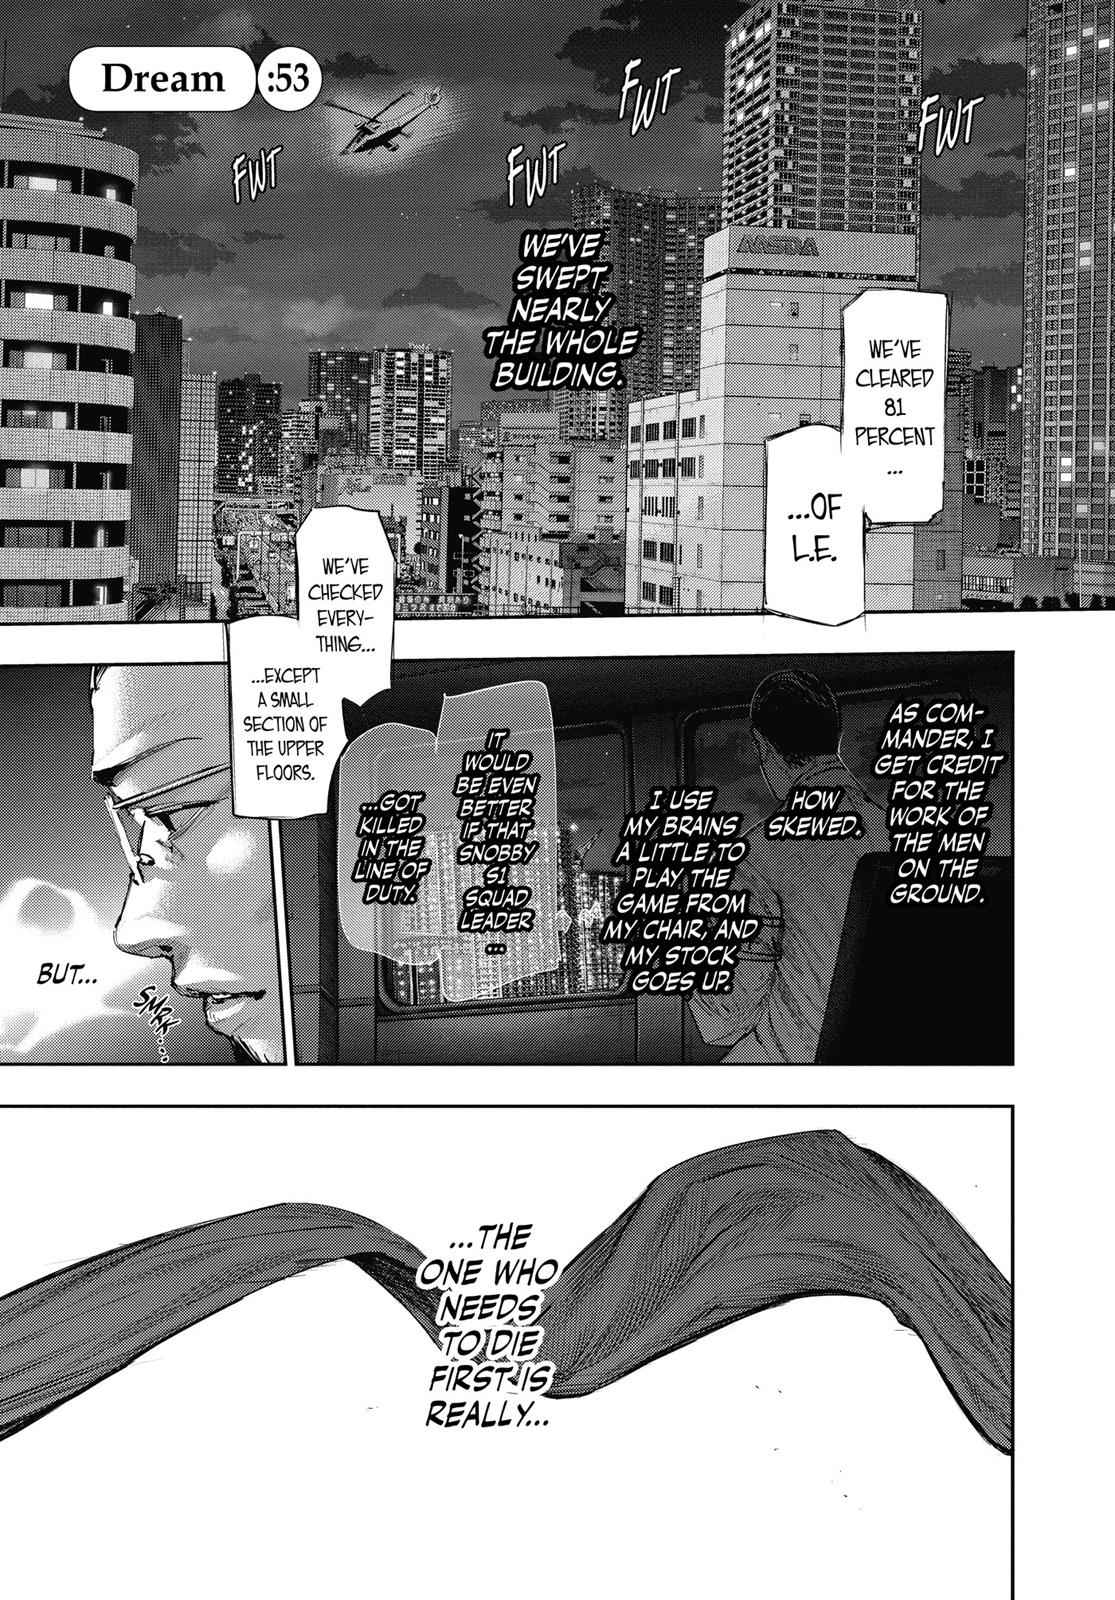 Dream :53
FWT
FWT
FWT
FWT
AASDA
WE'VE
CLEARED
81
PERCENT
...
...OF
L.E.
WE'VE
SWEPT
NEARLY
THE WHOLE
BUILDING.
WE'VE
CHECKED
EVERY-
THING...
...EXCEPT
A SMALL
SECTION OF
THE UPPER
FLOORS.
AS COM-
MANDER, I
GET CREDIT
FOR THE
WORK OF
THE MEN
ON THE
GROUND.
HOW
SKEWED.
I USE
MY BRAINS
A LITTLE TO
PLAY THE
GAME FROM
MY CHAIR, AND
MY STOCK
GOES UP.
IT
WOULD
BE EVEN
BETTER
IF THAT
SNOBBY
S1
SQUAD
LEADER
...
...GOT
KILLED
IN THE
LINE OF
DUTY.
BUT...
SMSK...
...THE
ONE WHO
NEEDS
TO DIE
FIRST IS
REALLY...